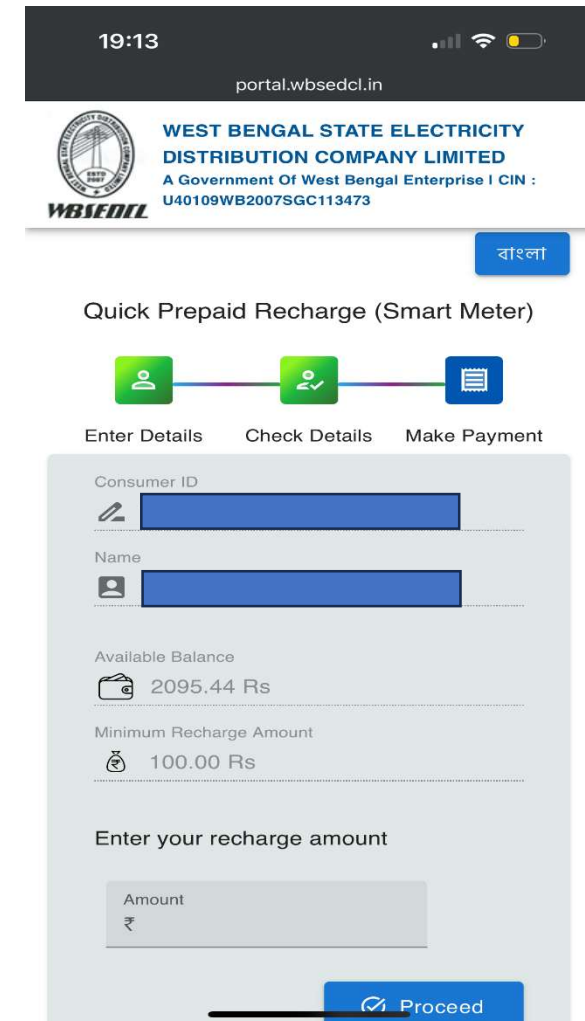 19:13
portal.wbsedcl.in
WEST BENGAL STATE ELECTRICITY
DISTRIBUTION COMPANY LIMITED
A Government Of West Bengal Enterprise I CIN :
U40109WB2007SGC113473
WBSEDCL
বাংলা
Quick Prepaid Recharge (Smart Meter)
Enter Details Check Details Make Payment
Consumer ID
Name
Available Balance
2095.44 Rs
Minimum Recharge Amount
₹ 100.00 Rs
Enter your recharge amount
Amount
₹
Proceed